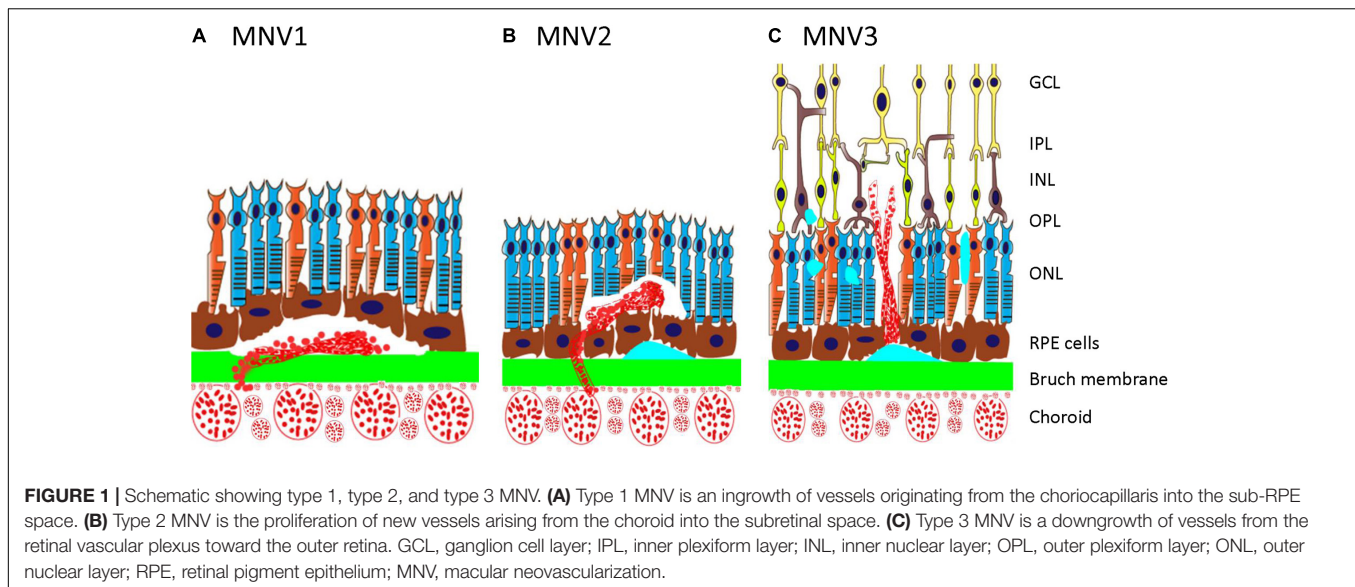 A MNV1
B MNV2
C MNV3
GCL
IPL
INL
OPL
ONL
RPE cells
Bruch membrane
Choroid
FIGURE 1 | Schematic showing type 1, type 2, and type 3 MNV. (A) Type 1 MNV is an ingrowth of vessels originating from the choriocapillaris into the sub-RPE
space. (B) Type 2 MNV is the proliferation of new vessels arising from the choroid into the subretinal space. (C) Type 3 MNV is a downgrowth of vessels from the
retinal vascular plexus toward the outer retina. GCL, ganglion cell layer; IPL, inner plexiform layer; INL, inner nuclear layer; OPL, outer plexiform layer; ONL, outer
nuclear layer; RPE, retinal pigment epithelium; MNV, macular neovascularization.